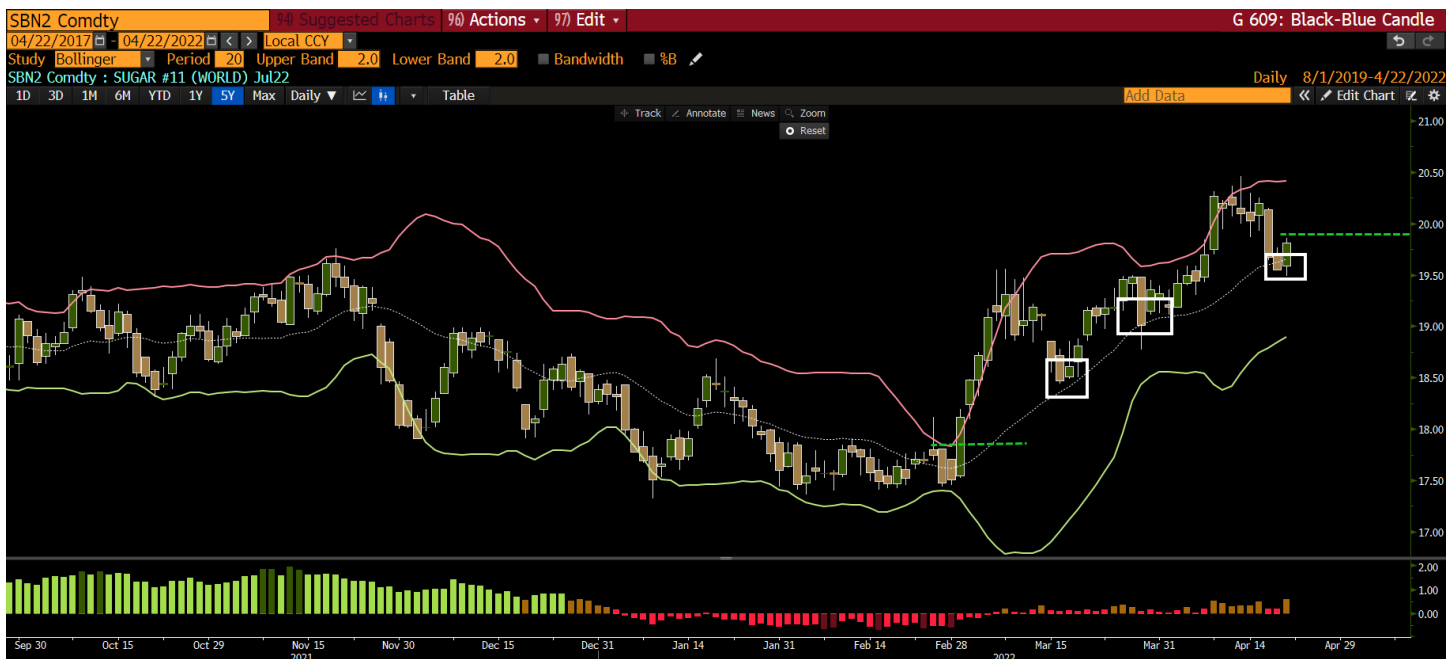 SBN2 Comdty 94) Suggested Charts 96) Actions 97) Edit G 609: Black-Blue Candle
04/22/2017 - 04/22/2022 < > Local CCY
Study Bollinger Period 20 Upper Band 2.0 Lower Band 2.0 Bandwidth %B
SBN2 Comdty : SUGAR #11 (WORLD) Jul22 Daily 8/1/2019-4/22/2022
1D 3D 1M 6M YTD 1Y 5Y Max Daily ▼ Table Add Data « Edit Chart
Track Annotate News Zoom
Reset
21.00
20.50
20.00
19.50
19.00
18.50
18.00
17.50
17.00
2.00
1.00
0.00
Sep 30 Oct 15 Oct 29 Nov 15 Nov 30 Dec 15 Dec 31 Jan 14 Jan 31 Feb 14 Feb 28 Mar 15 Mar 31 Apr 14 Apr 29
2021 2022